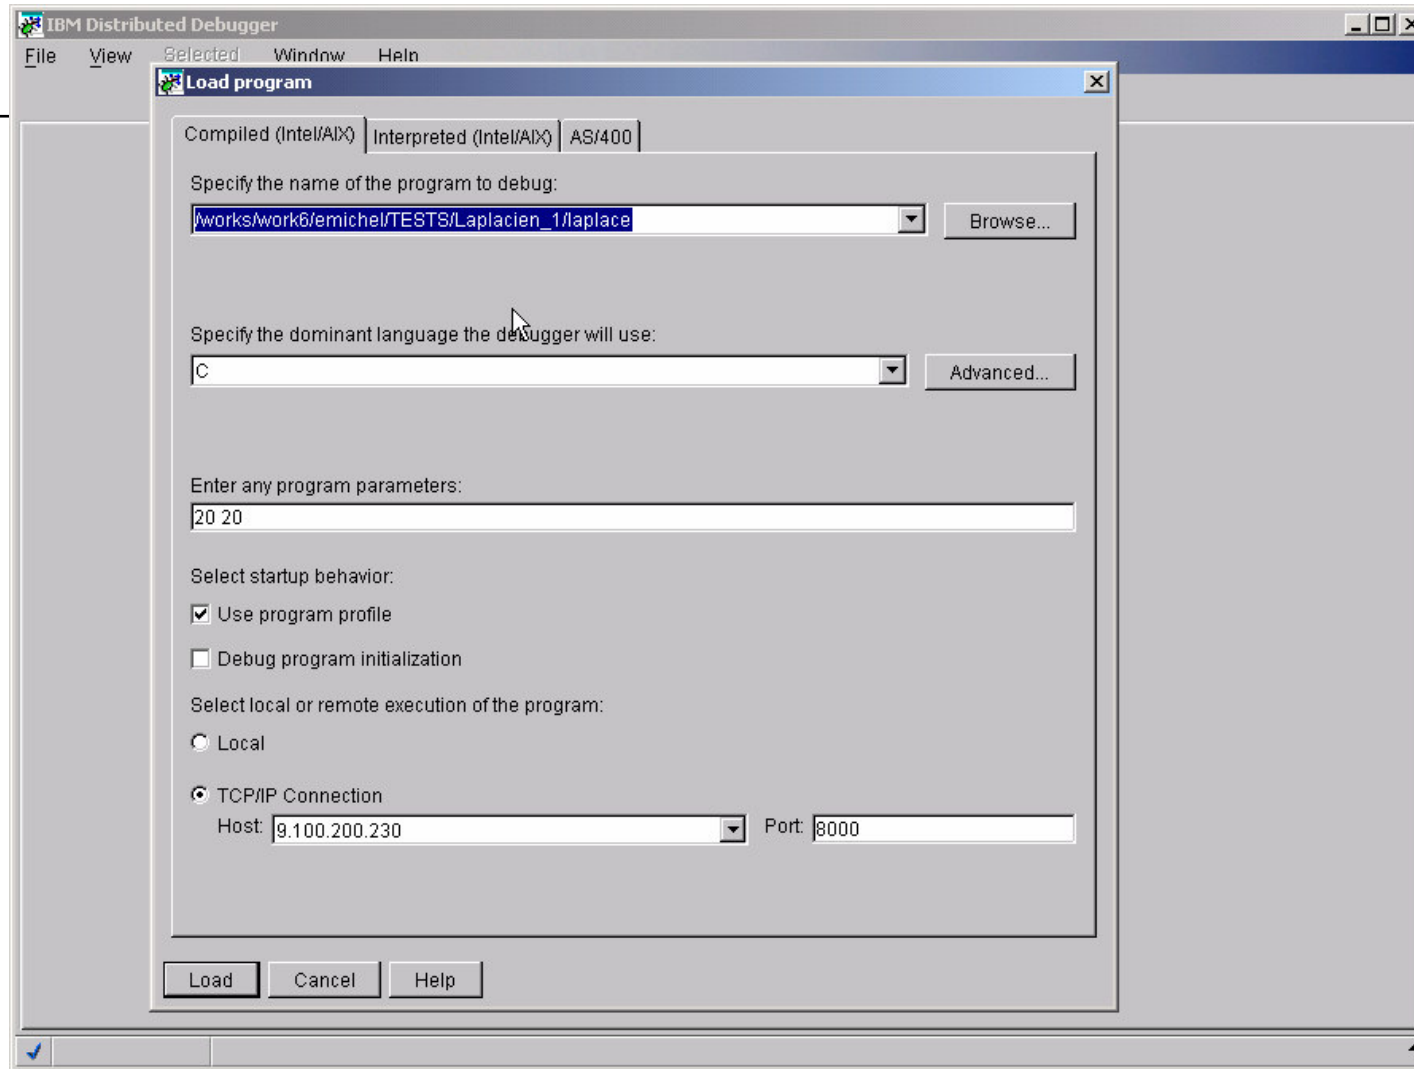 IBM Distributed Debugger
File View Selected Window Help
Load program
Compiled (Intel/AIX) Interpreted (Intel/AIX) AS/400
Specify the name of the program to debug:
/works/work6/emichel/TESTS/Laplacien_1/laplace Browse...
Specify the dominant language the debugger will use:
C Advanced...
Enter any program parameters:
20 20
Select startup behavior:
Use program profile
Debug program initialization
Select local or remote execution of the program:
Local
TCP/IP Connection
Host: 9.100.200.230 Port: 8000
Load Cancel Help